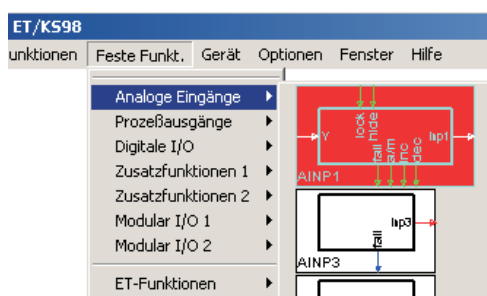 ET/KS98
unktionen Feste Funkt. Gerät Optionen Fenster Hilfe
Analoge Eingänge
Prozeßausgänge
Digitale I/O
Zusatzfunktionen 1
Zusatzfunktionen 2
Modular I/O 1
Modular I/O 2
ET-Funktionen
lock
hide
Y
Inp1
fail
a/m
inc
dec
AINP1
Inp3
fail
AINP3